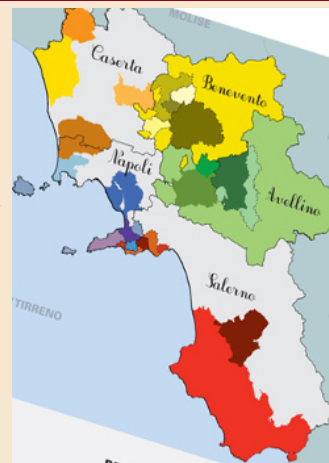 MOLISE
Caserta
Benevento
Napoli
Avellino
Salerno
TIRRENO